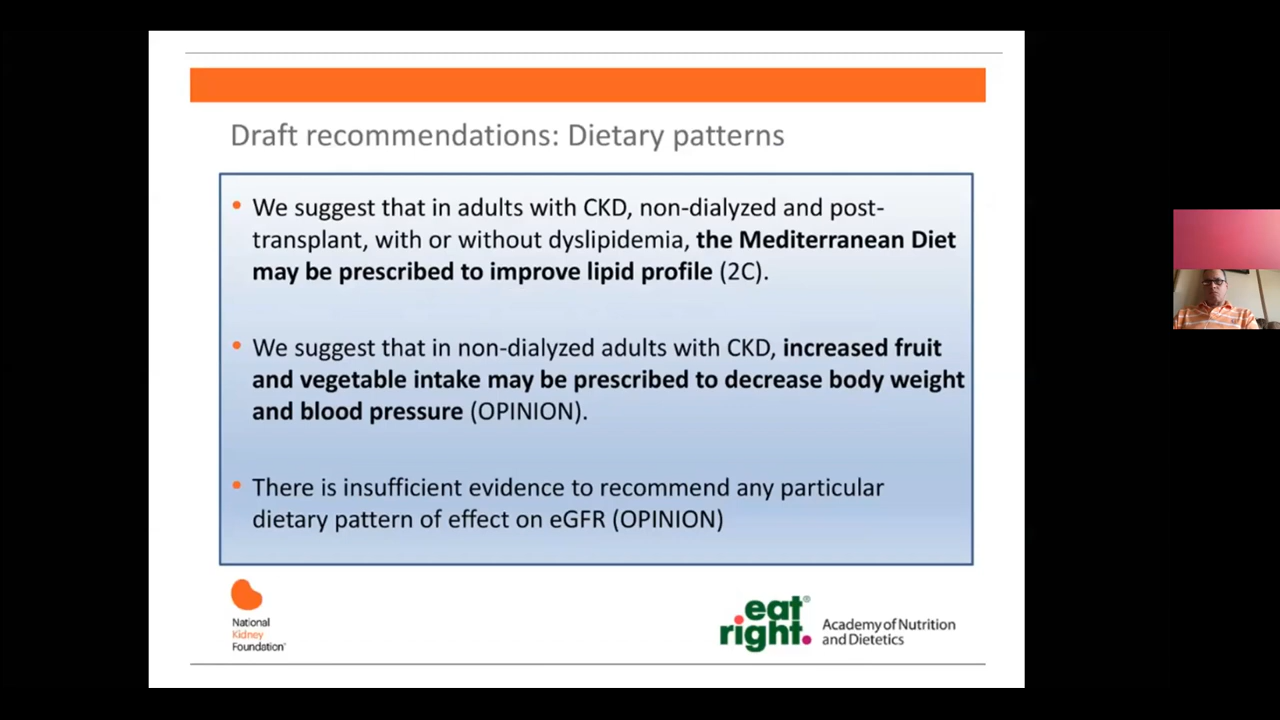 Draft recommendations: Dietary patterns
• We suggest that in adults with CKD, non-dialyzed and post-
transplant, with or without dyslipidemia, the Mediterranean Diet
may be prescribed to improve lipid profile (2C).
• We suggest that in non-dialyzed adults with CKD, increased fruit
and vegetable intake may be prescribed to decrease body weight
and blood pressure (OPINION).
• There is insufficient evidence to recommend any particular
dietary pattern of effect on eGFR (OPINION)
National
Kidney
Foundation®
eat®
right.
Academy of Nutrition
and Dietetics